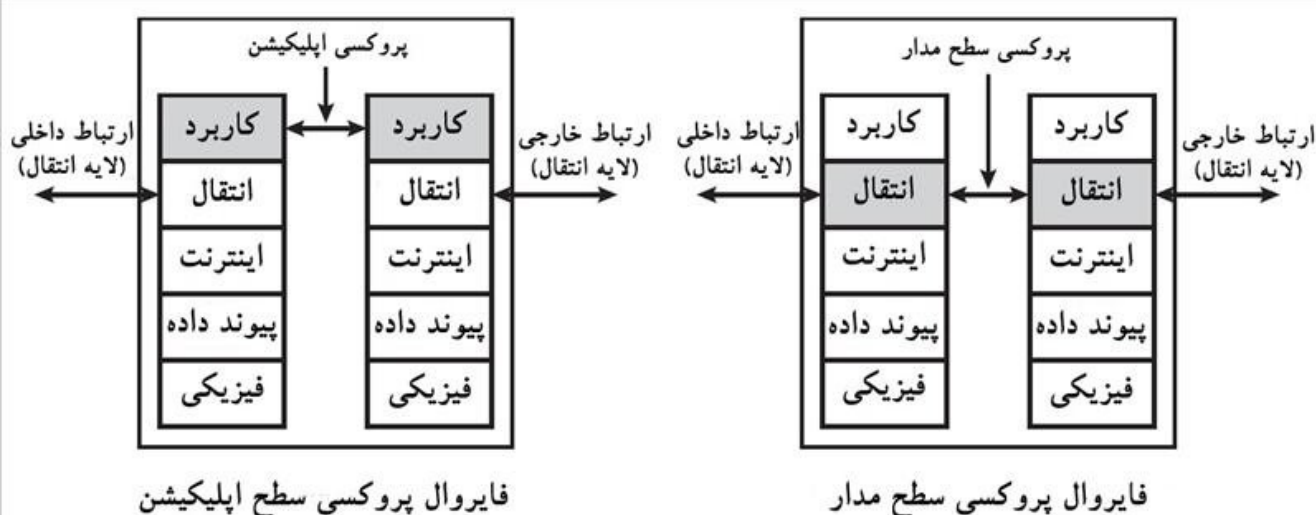 پروکسی سطح مدار
کاربرد
کاربرد
ارتباط داخلی
(لایه انتقال)
انتقال
انتقال
ارتباط خارجی
(لایه انتقال)
اینترنت
اینترنت
پیوند داده
پیوند داده
فیزیکی
فیزیکی
فایروال پروکسی سطح مدار
پروکسی اپلیکیشن
کاربرد
کاربرد
ارتباط داخلی
(لایه انتقال)
انتقال
انتقال
ارتباط خارجی
(لایه انتقال)
اینترنت
اینترنت
پیوند داده
پیوند داده
فیزیکی
فیزیکی
فایروال پروکسی سطح اپلیکیشن